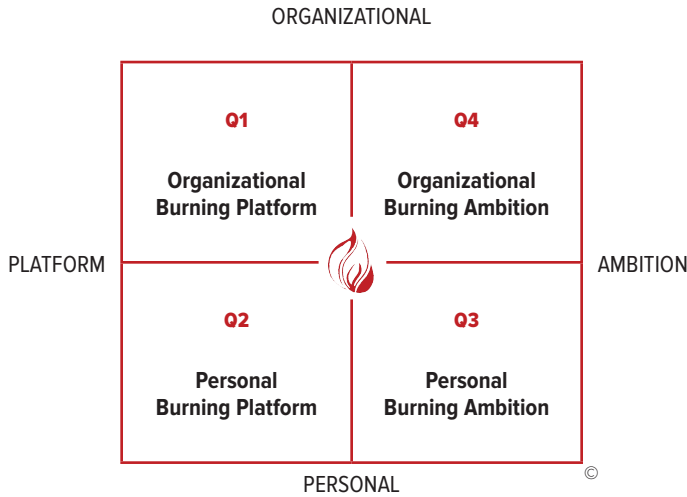 ORGANIZATIONAL
Q1
Organizational
Burning Platform
Q4
Organizational
Burning Ambition
PLATFORM
AMBITION
Q2
Personal
Burning Platform
Q3
Personal
Burning Ambition
©
PERSONAL